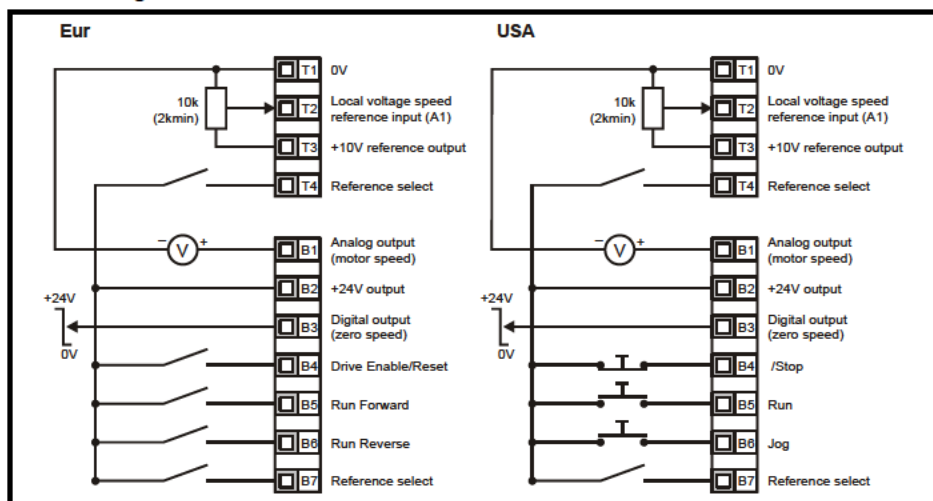 Eur
T1 0V
10k
(2kmin)
T2 Local voltage speed
reference input (A1)
T3 +10V reference output
T4 Reference select
− V +
B1 Analog output
(motor speed)
B2 +24V output
+24V
0V
B3 Digital output
(zero speed)
B4 Drive Enable/Reset
B5 Run Forward
B6 Run Reverse
B7 Reference select
USA
T1 0V
10k
(2kmin)
T2 Local voltage speed
reference input (A1)
T3 +10V reference output
T4 Reference select
− V +
B1 Analog output
(motor speed)
B2 +24V output
+24V
0V
B3 Digital output
(zero speed)
B4 /Stop
B5 Run
B6 Jog
B7 Reference select